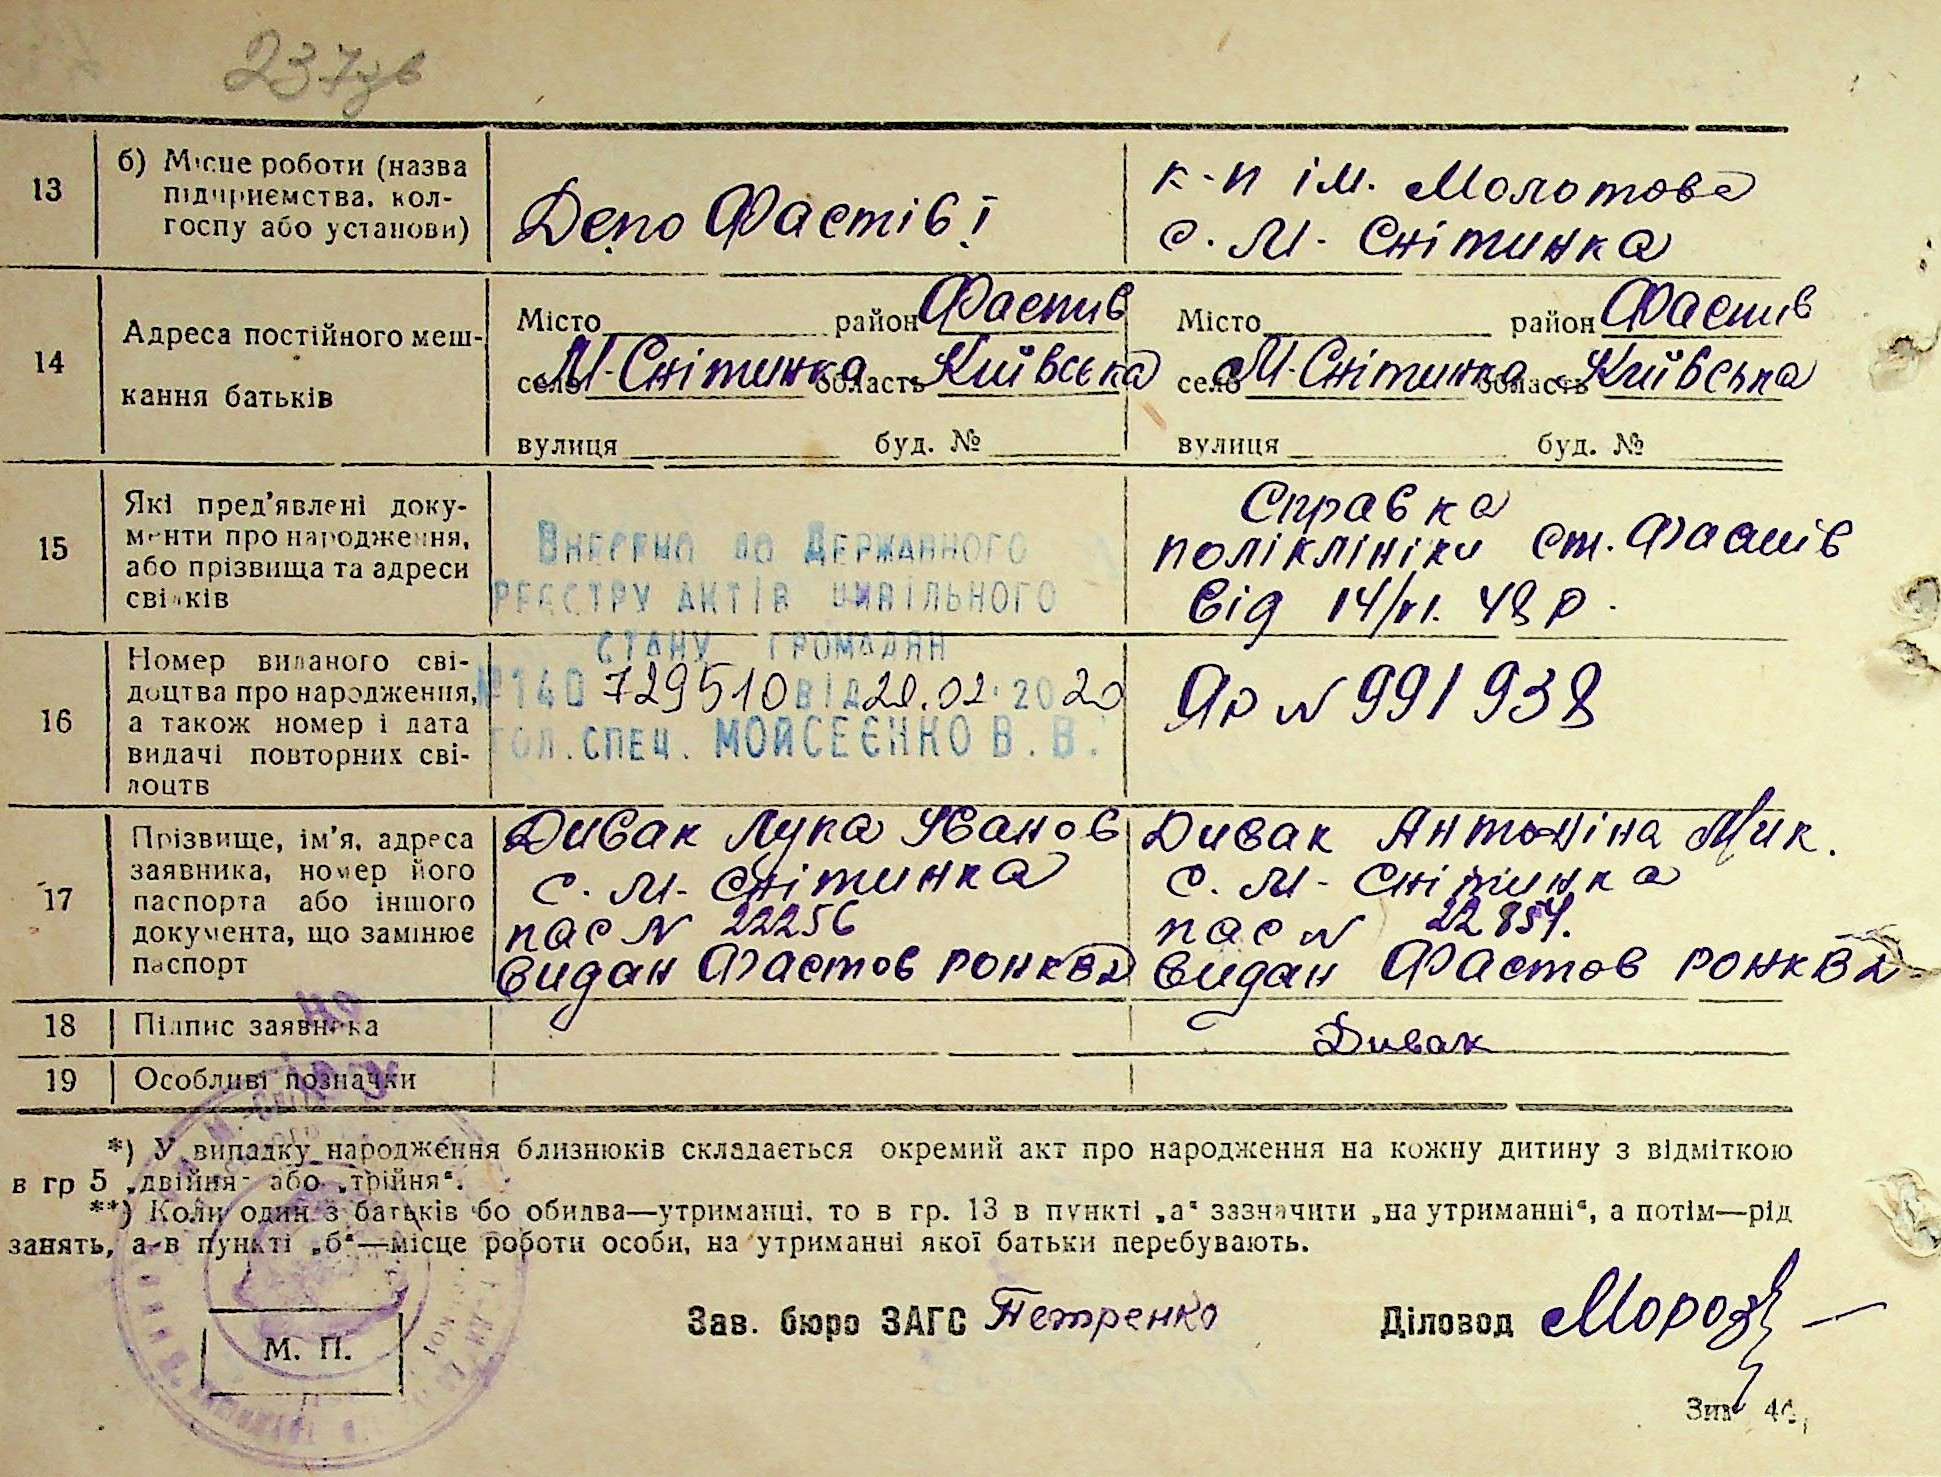 237зв
13
б) Місце роботи (назва
підприємства, кол-
госпу або установи)
Депо Фастів І
к-п ім. Молотова
с. М- Снітинка
14
Адреса постійного меш-
кання батьків
Місто район Фастив
село М-Снітинка область Київська
вулиця буд. №
Місто район Фастив
село М-Снітинка область Київська
вулиця буд. №
15
Які пред'явлені доку-
менти про народження,
або прізвища та адреси
свідків
Внесено до Державного
реєстру актів цивільного
стану громадян
№140 729510 від 20.02.2020
гол. спец. Мойсеєнко В. В.
Справка
поліклініки ст. Фастів
від 14/VI. 48 р.
16
Номер виданого сві-
доцтва про народження,
а також номер і дата
видачі повторних сві-
доцтв
Яр № 991938
17
Прізвище, ім'я, адреса
заявника, номер його
паспорта або іншого
документа, що замінює
паспорт
Дивак Лука Иванов
с. М- Снітинка
пас № 22256
видан Фастов РОНКВД
Дивак Антоніна Мик.
с. М- Снітинка
пас № 22854.
видан Фастов РОНКВД
18
Підпис заявника
Дивак
19
Особливі позначки
*) У випадку народження близнюків складається окремий акт про народження на кожну дитину з відміткою
в гр 5 „двійня" або „трійня".
**) Коли один з батьків бо обидва—утриманці, то в гр. 13 в пункті „а" зазначити „на утриманні", а потім—рід
занять, а в пункті „б"—місце роботи особи, на утриманні якої батьки перебувають.
Зав. бюро ЗАГС Петренко
Діловод Мороз
М. П.